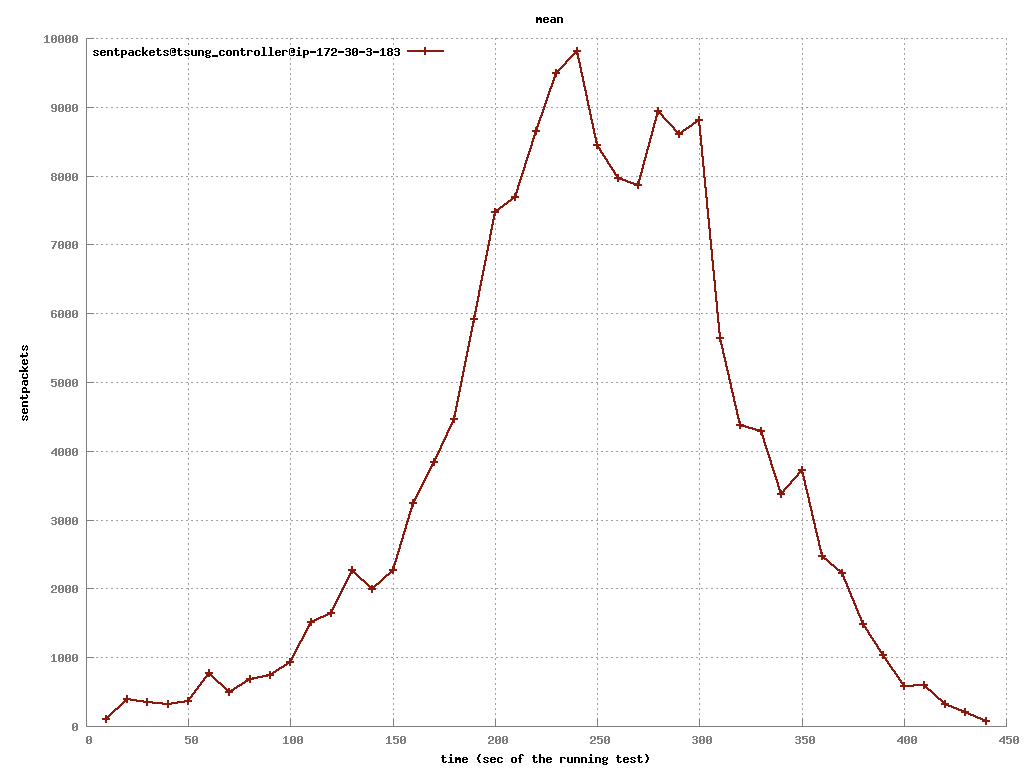 mean
sentpackets@tsung_controller@ip-172-30-3-183
10000
9000
8000
7000
6000
5000
4000
3000
2000
1000
0
sentpackets
0 50 100 150 200 250 300 350 400 450
time (sec of the running test)